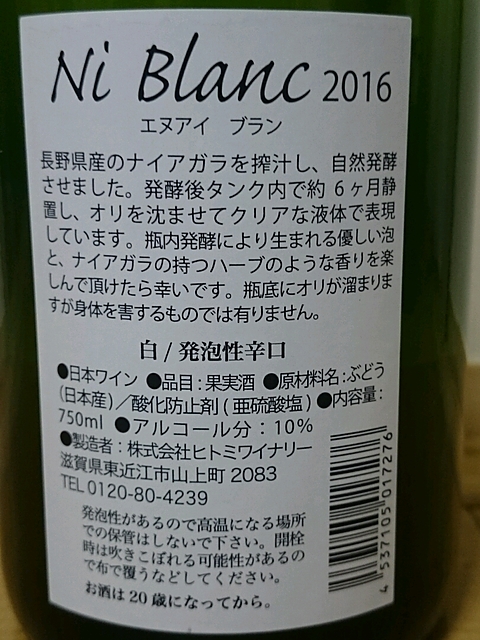 Ni Blanc 2016
エヌアイ ブラン
長野県産のナイアガラを搾汁し、自然発酵
させました。発酵後タンク内で約 6ヶ月静
置し、オリを沈ませてクリアな液体で表現
しています。瓶内発酵により生まれる優しい泡
と、ナイアガラの持つハーブのような香りを楽
しんで頂けたら幸いです。瓶底にオリが溜まりま
すが身体を害するものでは有りません。
白/発泡性辛口
●日本ワイン ●品目:果実酒 ●原材料名:ぶどう
(日本産)/酸化防止剤(亜硫酸塩) ●内容量:
750ml ●アルコール分:10%
●製造者:株式会社ヒトミワイナリー
滋賀県東近江市山上町 2083
TEL 0120-80-4239
発泡性があるので高温になる場所
での保管はしないで下さい。開栓
時は吹きこぼれる可能性があるの
で布で覆うなどしてください。
お酒は20歳になってから。
4 537105 017276